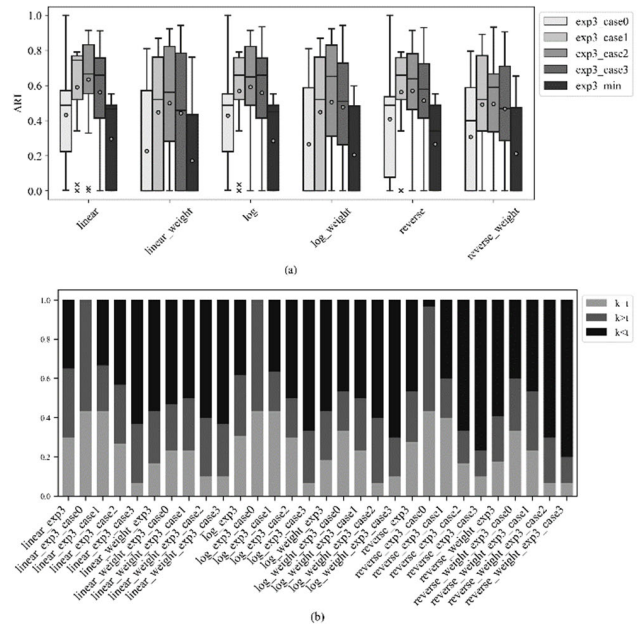 (a)
1.0
0.8
0.6
0.4
0.2
0.0
ARI
linear
linear_weight
log
log_weight
reverse
reverse_weight
exp3_case0
exp3_case1
exp3_case2
exp3_case3
exp3_min
(a)
1.0
0.8
0.6
0.4
0.2
0.0
k=t
k>t
k<t
linear_exp3
linear_exp3_case0
linear_exp3_case1
linear_exp3_case2
linear_exp3_case3
linear_weight_exp3
linear_weight_exp3_case0
linear_weight_exp3_case1
linear_weight_exp3_case2
linear_weight_exp3_case3
log_exp3
log_exp3_case0
log_exp3_case1
log_exp3_case2
log_exp3_case3
log_weight_exp3
log_weight_exp3_case0
log_weight_exp3_case1
log_weight_exp3_case2
log_weight_exp3_case3
reverse_exp3
reverse_exp3_case0
reverse_exp3_case1
reverse_exp3_case2
reverse_exp3_case3
reverse_weight_exp3
reverse_weight_exp3_case0
reverse_weight_exp3_case1
reverse_weight_exp3_case2
reverse_weight_exp3_case3
(b)